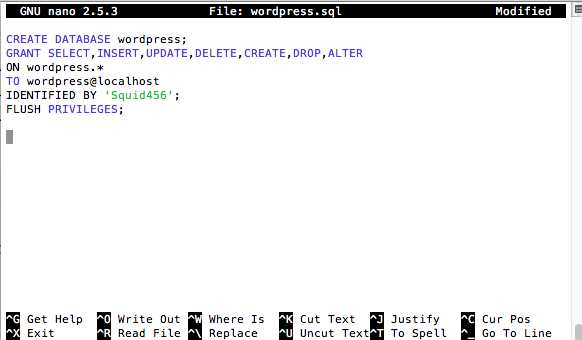 GNU nano 2.5.3 File: wordpress.sql Modified
CREATE DATABASE wordpress;
GRANT SELECT,INSERT,UPDATE,DELETE,CREATE,DROP,ALTER
ON wordpress.*
TO wordpress@localhost
IDENTIFIED BY 'Squid456';
FLUSH PRIVILEGES;
^G Get Help ^O Write Out ^W Where Is ^K Cut Text ^J Justify ^C Cur Pos
^X Exit ^R Read File ^\ Replace ^U Uncut Text ^T To Spell ^_ Go To Line